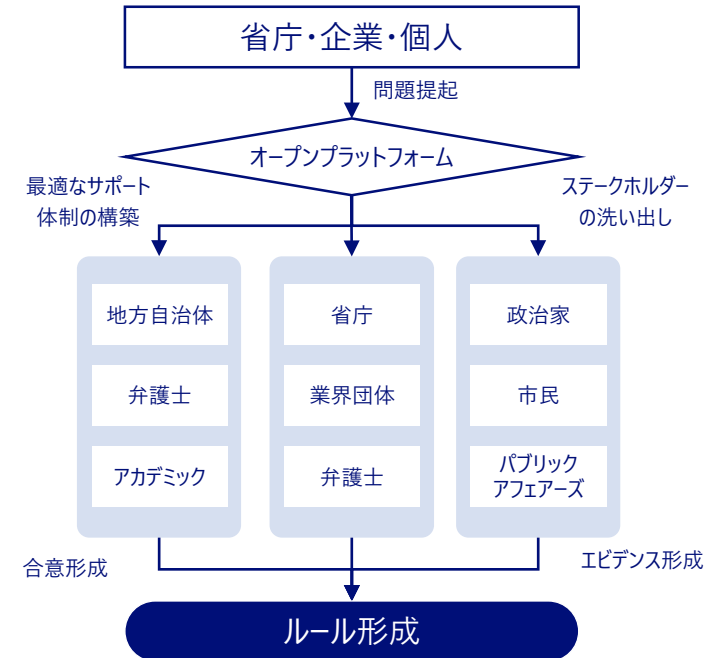 省庁・企業・個人
問題提起
オープンプラットフォーム
最適なサポート
体制の構築
ステークホルダー
の洗い出し
地方自治体
弁護士
アカデミック
省庁
業界団体
弁護士
政治家
市民
パブリック
アフェアーズ
合意形成
エビデンス形成
ルール形成